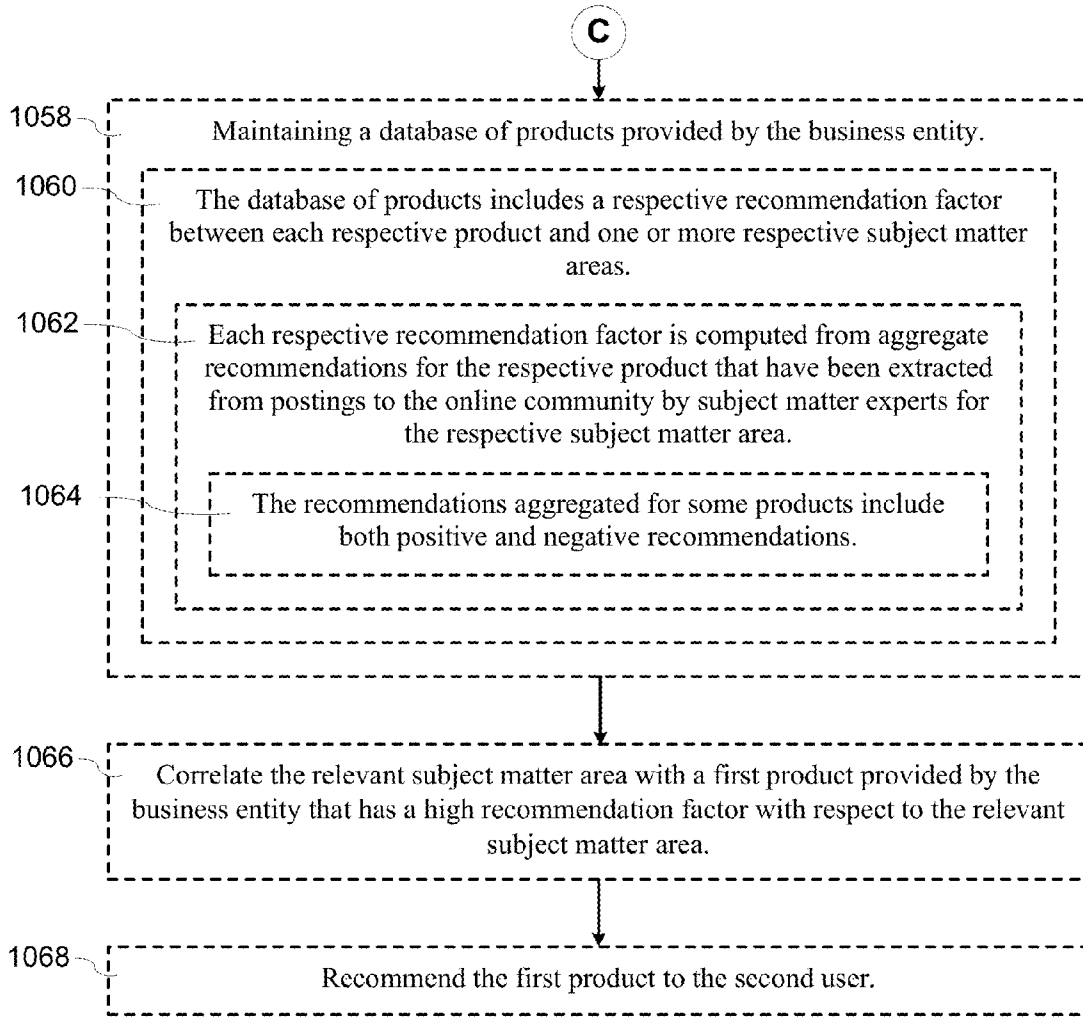 C
1058
Maintaining a database of products provided by the business entity.
1060
The database of products includes a respective recommendation factor
between each respective product and one or more respective subject matter
areas.
1062
Each respective recommendation factor is computed from aggregate
recommendations for the respective product that have been extracted
from postings to the online community by subject matter experts for
the respective subject matter area.
1064
The recommendations aggregated for some products include
both positive and negative recommendations.
1066
Correlate the relevant subject matter area with a first product provided by the
business entity that has a high recommendation factor with respect to the relevant
subject matter area.
1068
Recommend the first product to the second user.